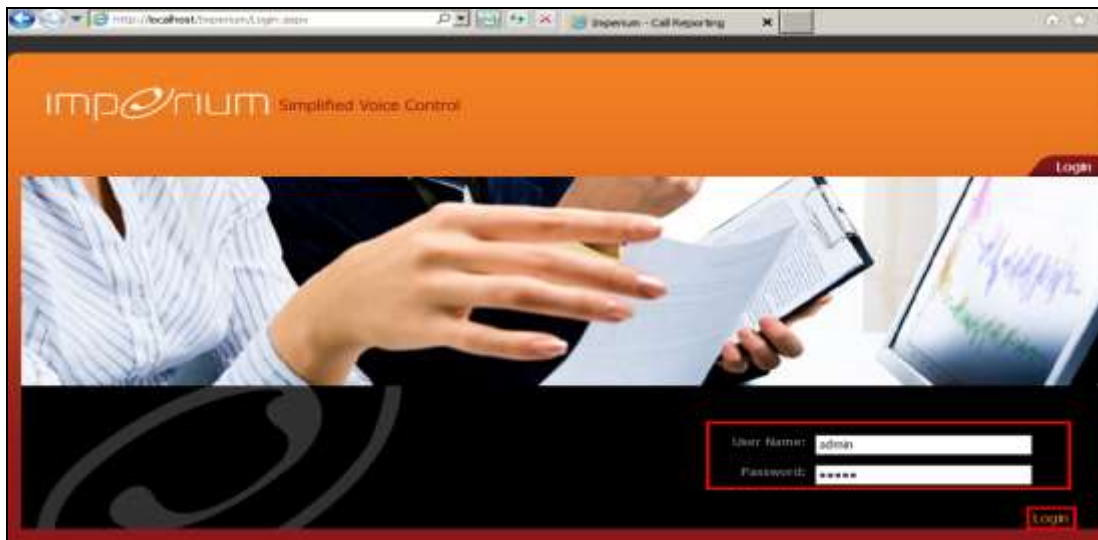 http://localhost/Imperium/Login.aspx
Imperium - Call Reporting
imperium Simplified Voice Control
Login
User Name: admin
Password: •••••
Login